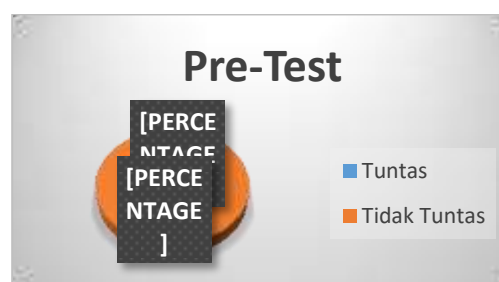 Pre-Test
[PERCE
NTAGE
[PERCE
NTAGE
]
Tuntas
Tidak Tuntas